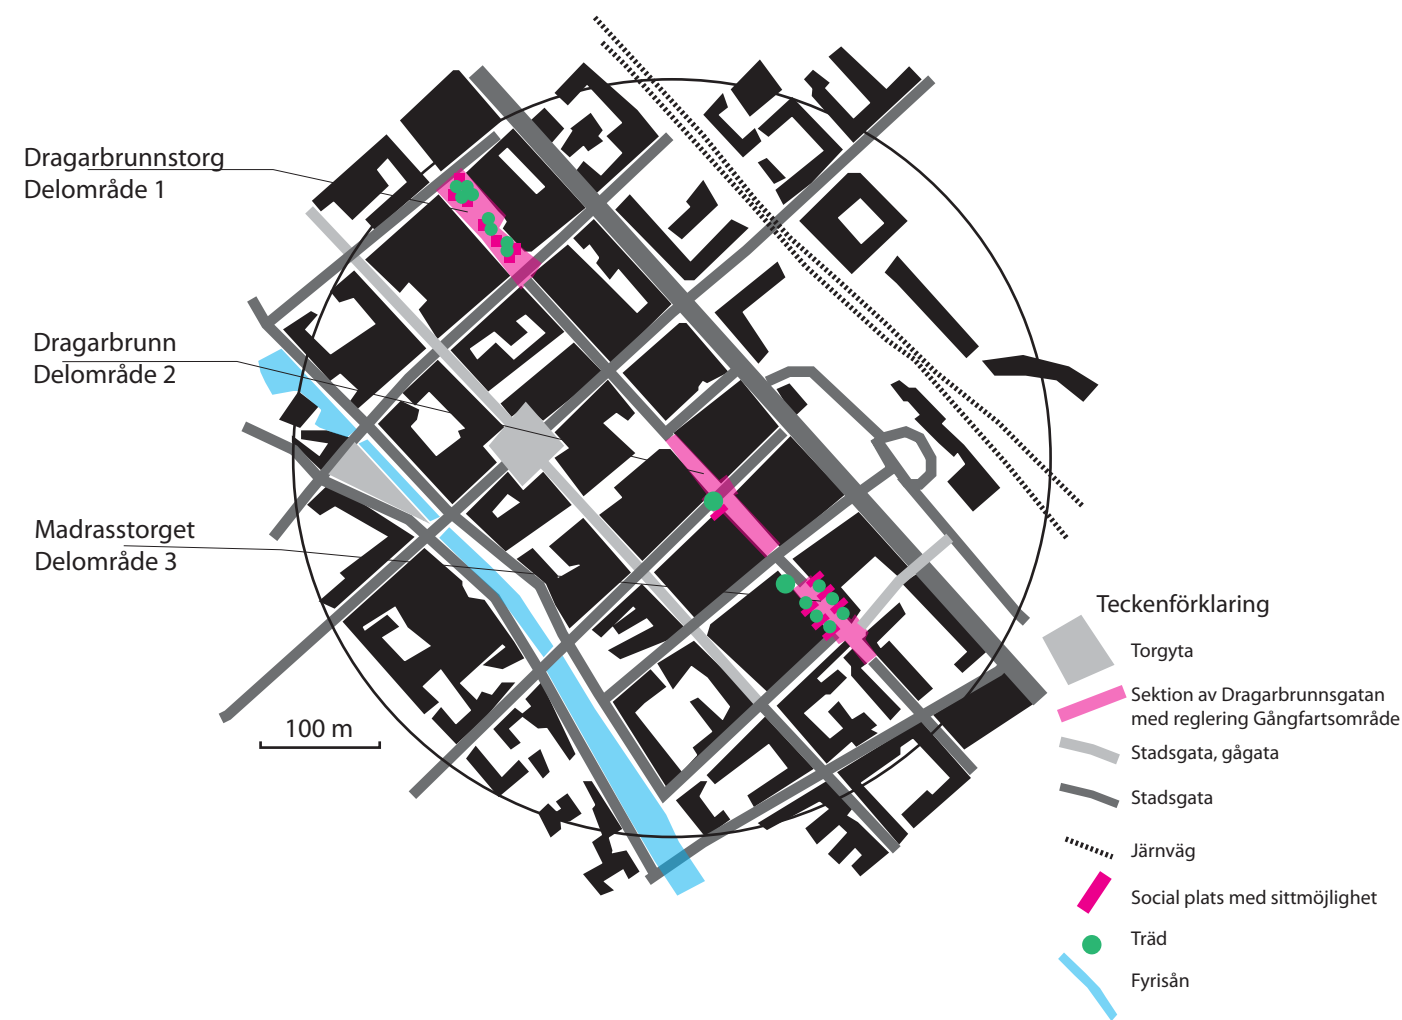 Dragarbrunnstorg
Delområde 1
Dragarbrunn
Delområde 2
Madrasstorget
Delområde 3
100 m
Teckenförklaring
Torgyta
Sektion av Dragarbrunnsgatan
med reglering Gångfartsområde
Stadsgata, gågata
Stadsgata
Järnväg
Social plats med sittmöjlighet
Träd
Fyrisån